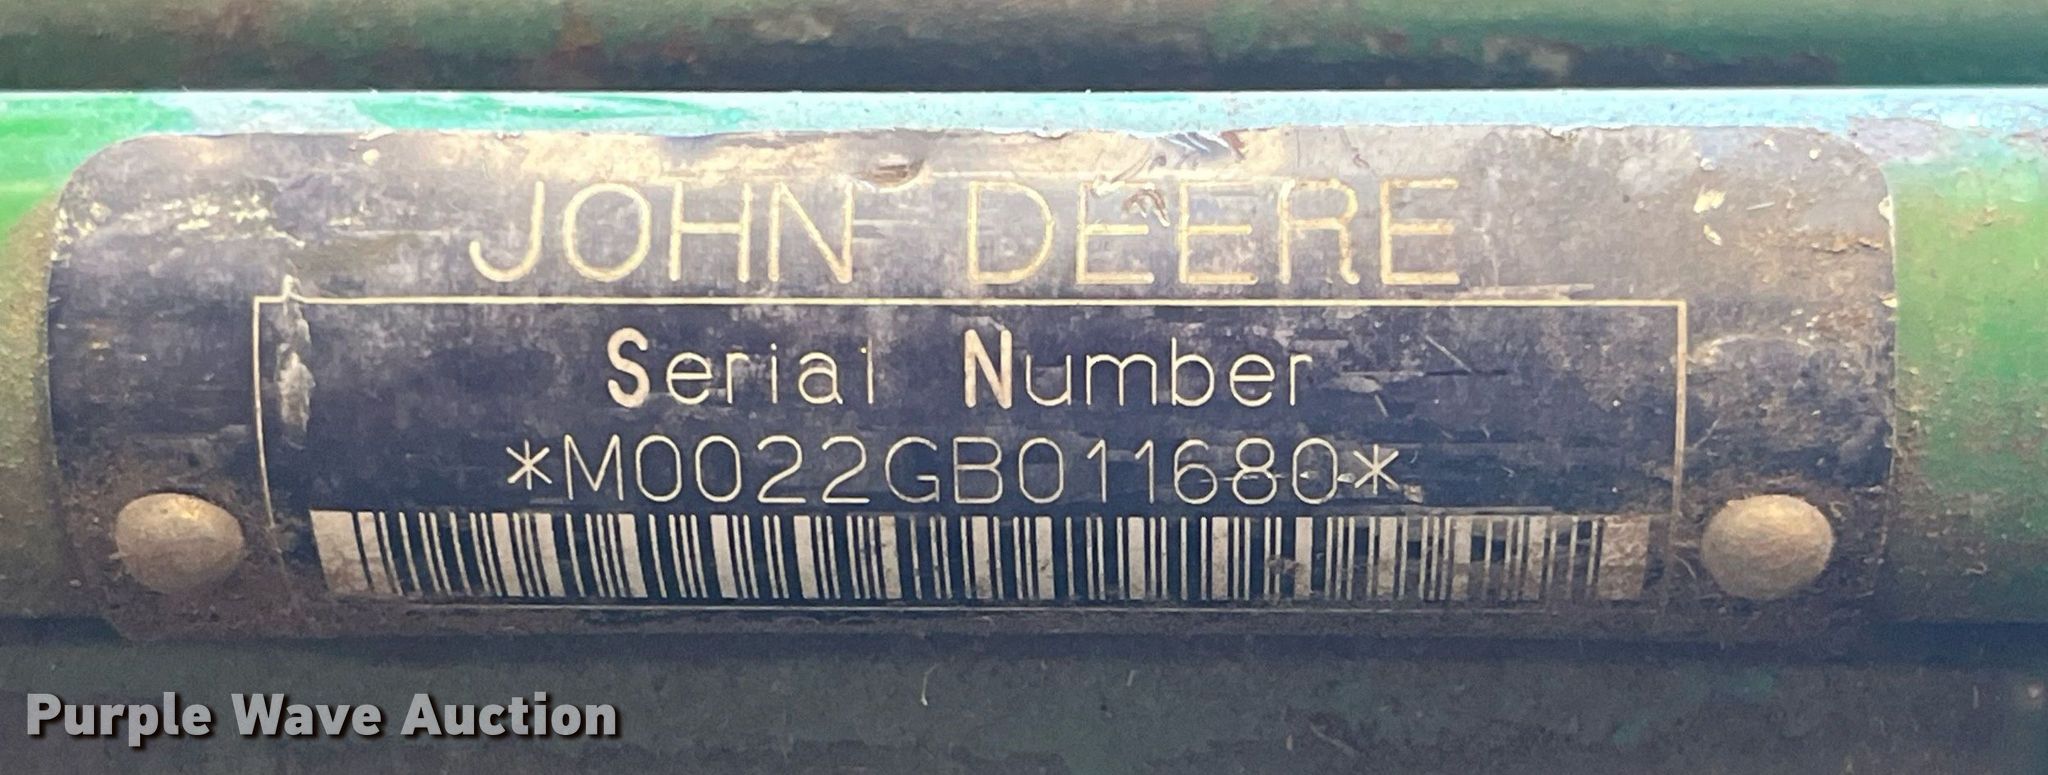 JOHN DEERE
Serial Number
*M0022GB011680*
Purple Wave Auction